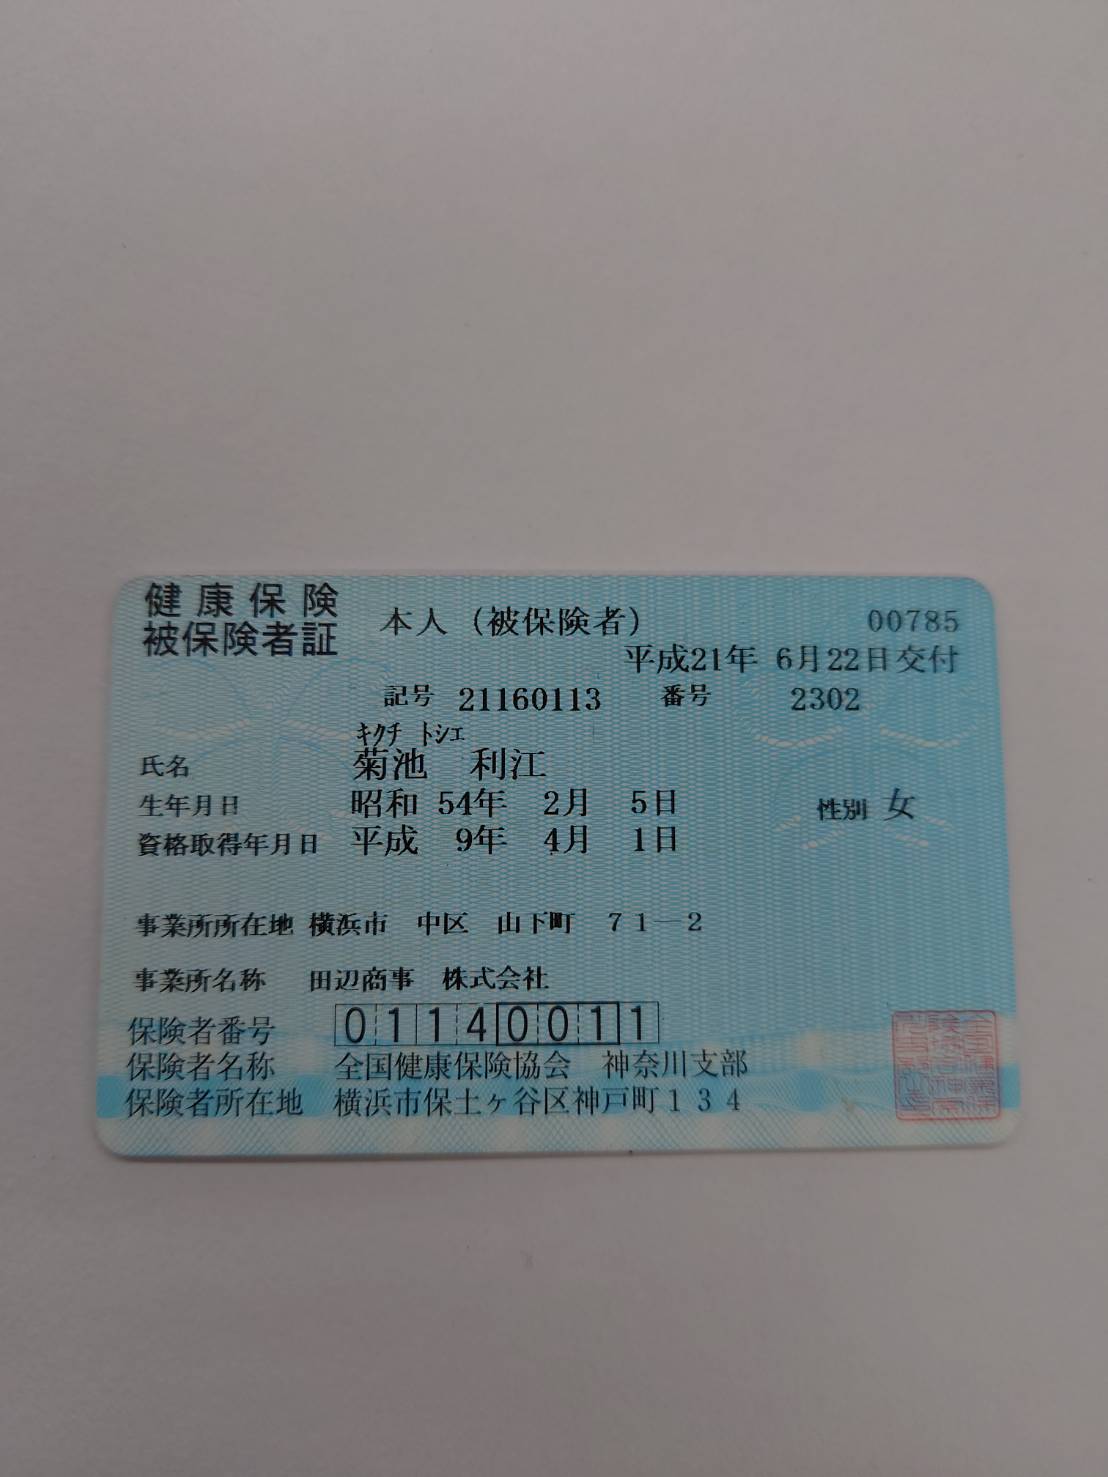 健康保険
被保険者証
本人（被保険者） 00785
平成21年 6月22日交付
記号 21160113 番号 2302
ｷｸﾁ ﾄｼｴ
氏名 菊池 利江
生年月日 昭和 54年 2月 5日 性別 女
資格取得年月日 平成 9年 4月 1日
事業所所在地 横浜市 中区 山下町 71－2
事業所名称 田辺商事 株式会社
保険者番号 01140011
保険者名称 全国健康保険協会 神奈川支部
保険者所在地 横浜市保土ヶ谷区神戸町134